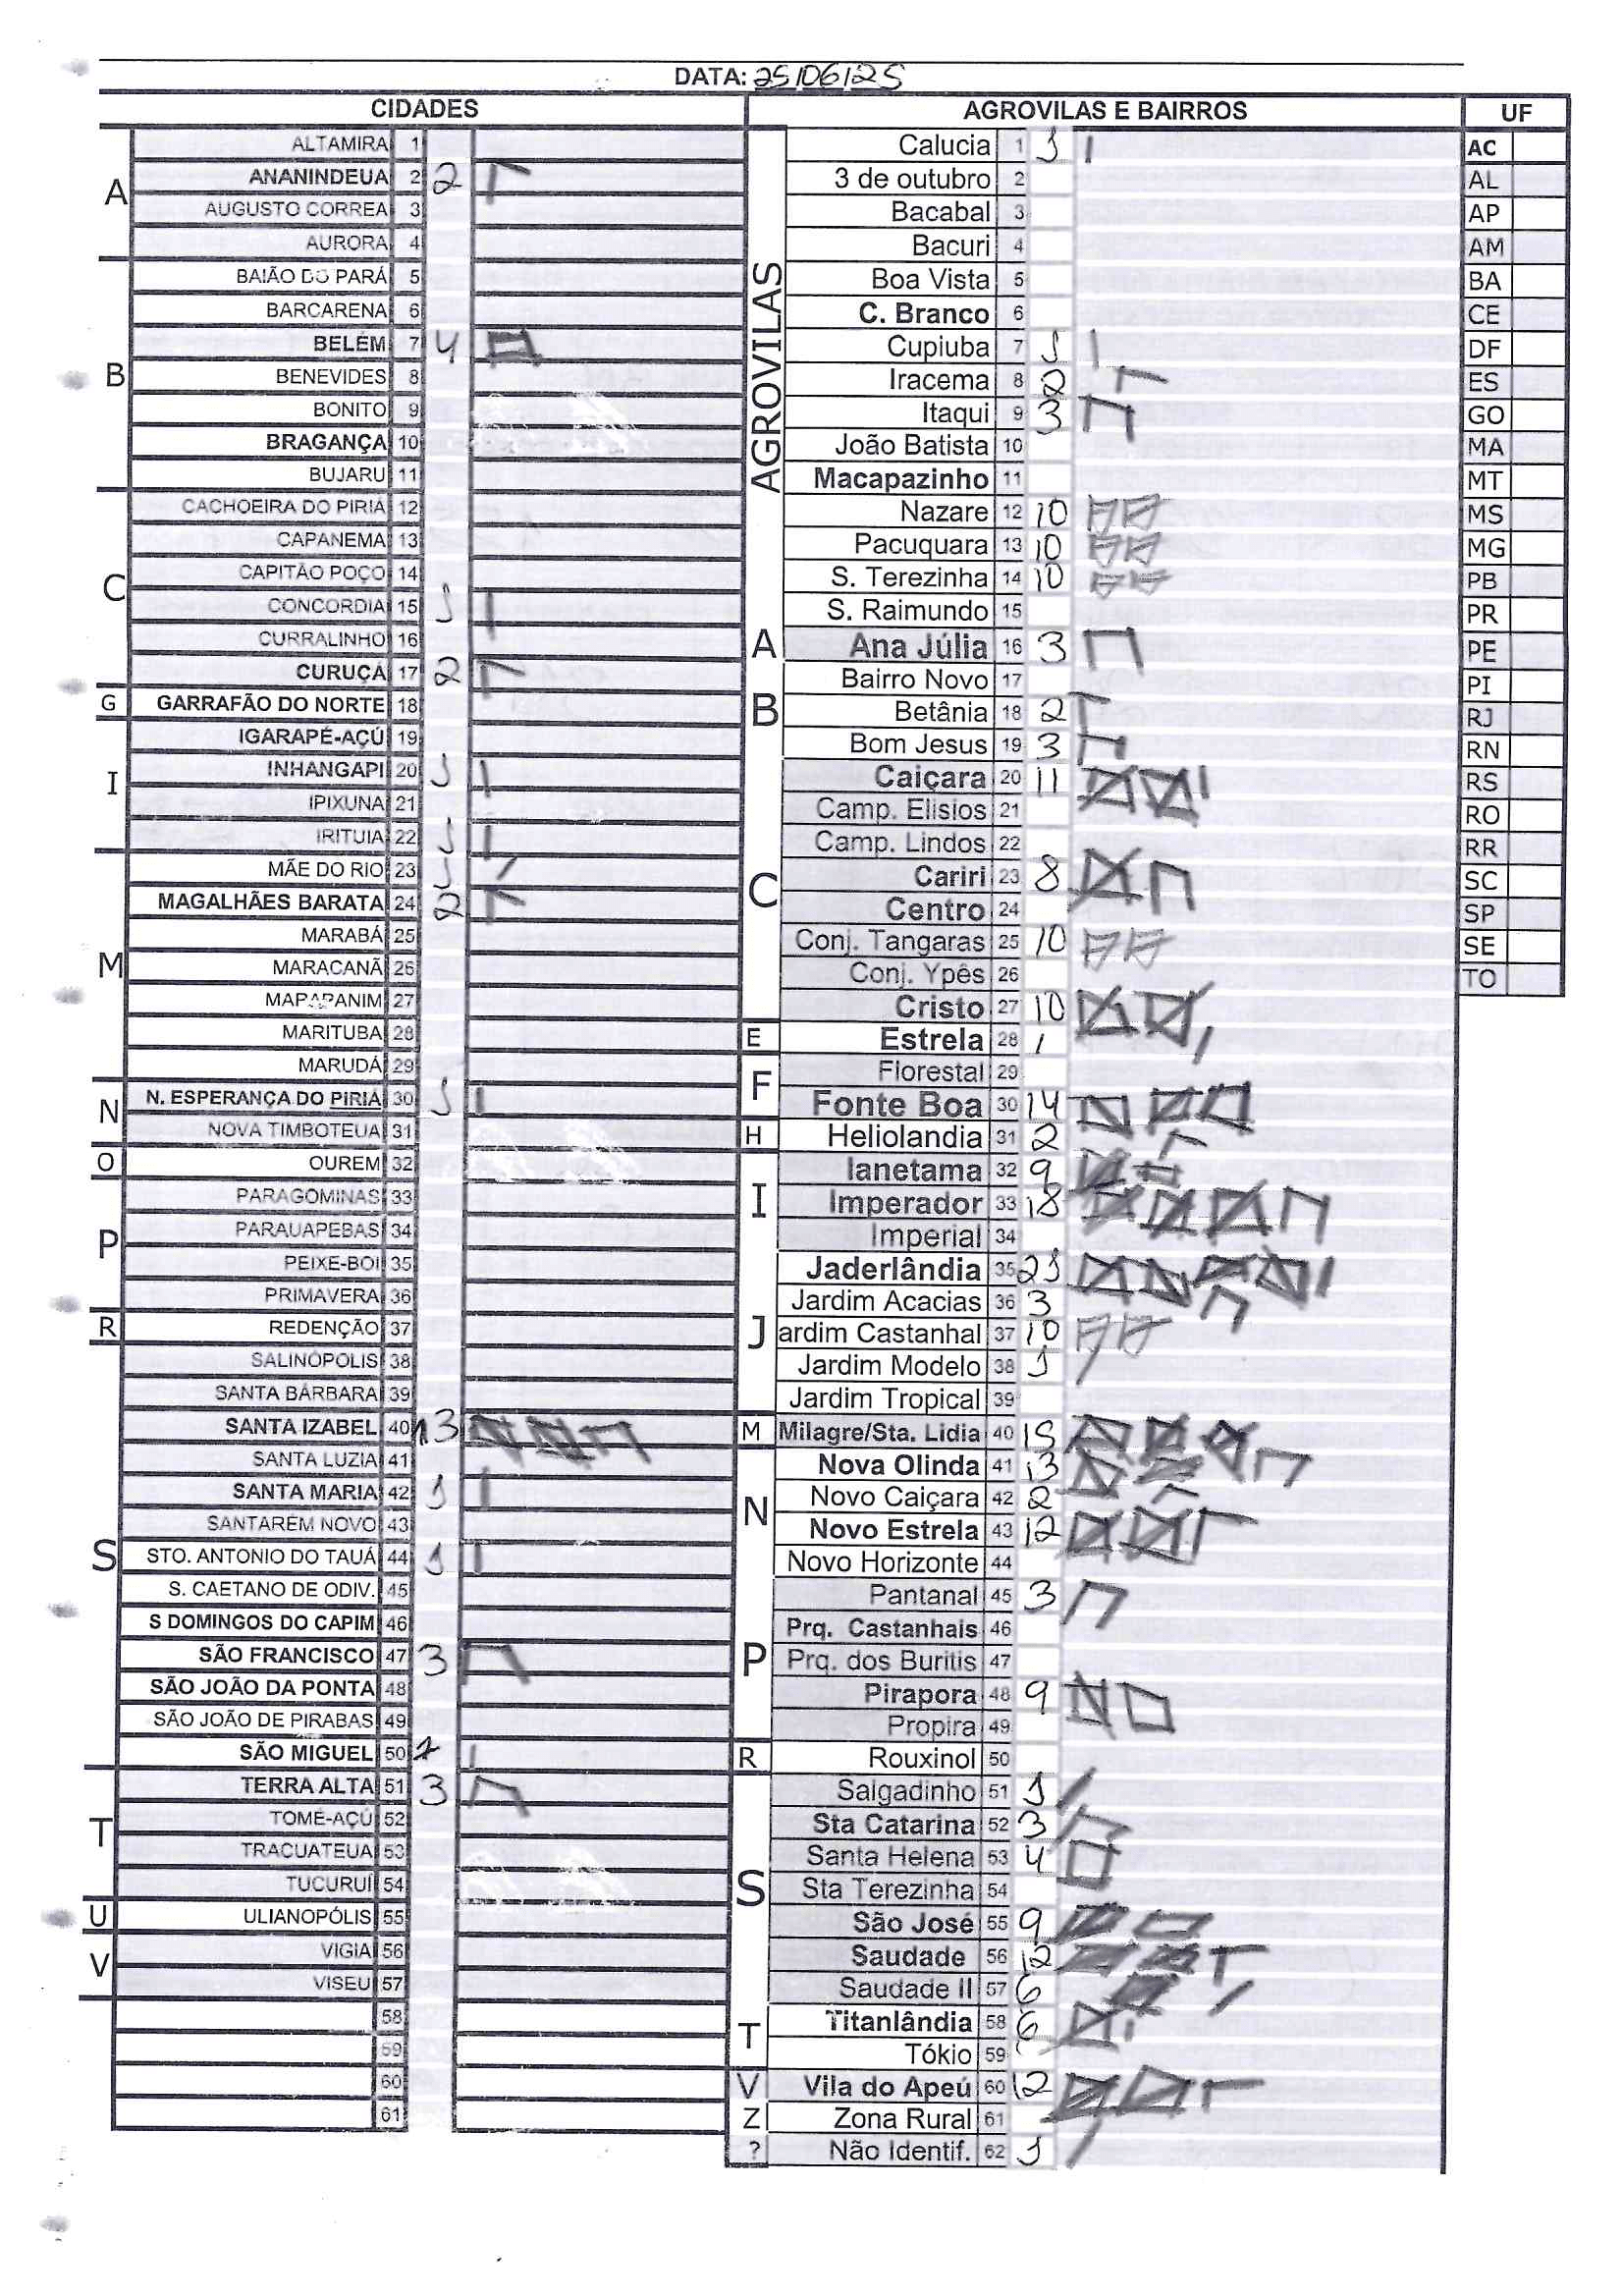 DATA: 25/06/25
CIDADES
A
ALTAMIRA 1
ANANINDEUA 2 2
AUGUSTO CORREA 3
AURORA 4
B
BAIÃO DO PARÁ 5
BARCARENA 6
BELÉM 7 4
BENEVIDES 8
BONITO 9
BRAGANÇA 10
BUJARU 11
C
CACHOEIRA DO PIRIÁ 12
CAPANEMA 13
CAPITÃO POÇO 14
CONCORDIA 15 1
CURRALINHO 16
CURUÇA 17 2
G
GARRAFÃO DO NORTE 18
I
IGARAPÉ-AÇÚ 19
INHANGAPI 20 1
IPIXUNA 21
IRITUIA 22 1
M
MÃE DO RIO 23 1
MAGALHÃES BARATA 24 2
MARABÁ 25
MARACANÃ 26
MAPAPANIM 27
MARITUBA 28
MARUDÁ 29
N
N. ESPERANÇA DO PIRIÁ 30 1
NOVA TIMBOTEUA 31
O
OUREM 32
P
PARAGOMINAS 33
PARAUAPEBAS 34
PEIXE-BOI 35
PRIMAVERA 36
R
REDENÇÃO 37
S
SALINÓPOLIS 38
SANTA BÁRBARA 39
SANTA IZABEL 40 13
SANTA LUZIA 41
SANTA MARIA 42 1
SANTARÉM NOVO 43
STO. ANTONIO DO TAUÁ 44 1
S. CAETANO DE ODIV. 45
S DOMINGOS DO CAPIM 46
SÃO FRANCISCO 47 3
SÃO JOÃO DA PONTA 48
SÃO JOÃO DE PIRABAS 49
SÃO MIGUEL 50 1
T
TERRA ALTA 51 3
TOMÉ-AÇÚ 52
TRACUATEUA 53
TUCURUÍ 54
U
ULIANOPÓLIS 55
V
VIGIA 56
VISEU 57
58
59
60
61
AGROVILAS E BAIRROS
AGROVILAS
Calucia 1 1
3 de outubro 2
Bacabal 3
Bacuri 4
Boa Vista 5
C. Branco 6
Cupiuba 7 1
Iracema 8 2
Itaqui 9 3
João Batista 10
Macapazinho 11
Nazare 12 10
Pacuquara 13 10
S. Terezinha 14 10
S. Raimundo 15
A
Ana Júlia 16 3
B
Bairro Novo 17
Betânia 18 2
Bom Jesus 19 3
C
Caiçara 20 11
Camp. Elisios 21
Camp. Lindos 22
Cariri 23 8
Centro 24
Conj. Tangaras 25 10
Conj. Ypês 26
Cristo 27 10
E
Estrela 28 1
F
Florestal 29
Fonte Boa 30 14
H
Heliolandia 31 2
I
Ianetama 32 9
Imperador 33 18
Imperial 34
J
Jaderlândia 35 21
Jardim Acacias 36 3
ardim Castanhal 37 10
Jardim Modelo 38 1
Jardim Tropical 39
M
Milagre/Sta. Lidia 40 15
N
Nova Olinda 41 13
Novo Caiçara 42 2
Novo Estrela 43 12
Novo Horizonte 44
P
Pantanal 45 3
Prq. Castanhais 46
Prq. dos Buritis 47
Pirapora 48 9
Propira 49
R
Rouxinol 50
S
Salgadinho 51 1
Sta Catarina 52 3
Santa Helena 53 4
Sta Terezinha 54
São José 55 9
Saudade 56 12
Saudade II 57 6
T
Titanlândia 58 6
Tókio 59
V
Vila do Apeú 60 12
Z
Zona Rural 61
?
Não Identif. 62 1
UF
AC
AL
AP
AM
BA
CE
DF
ES
GO
MA
MT
MS
MG
PB
PR
PE
PI
RJ
RN
RS
RO
RR
SC
SP
SE
TO